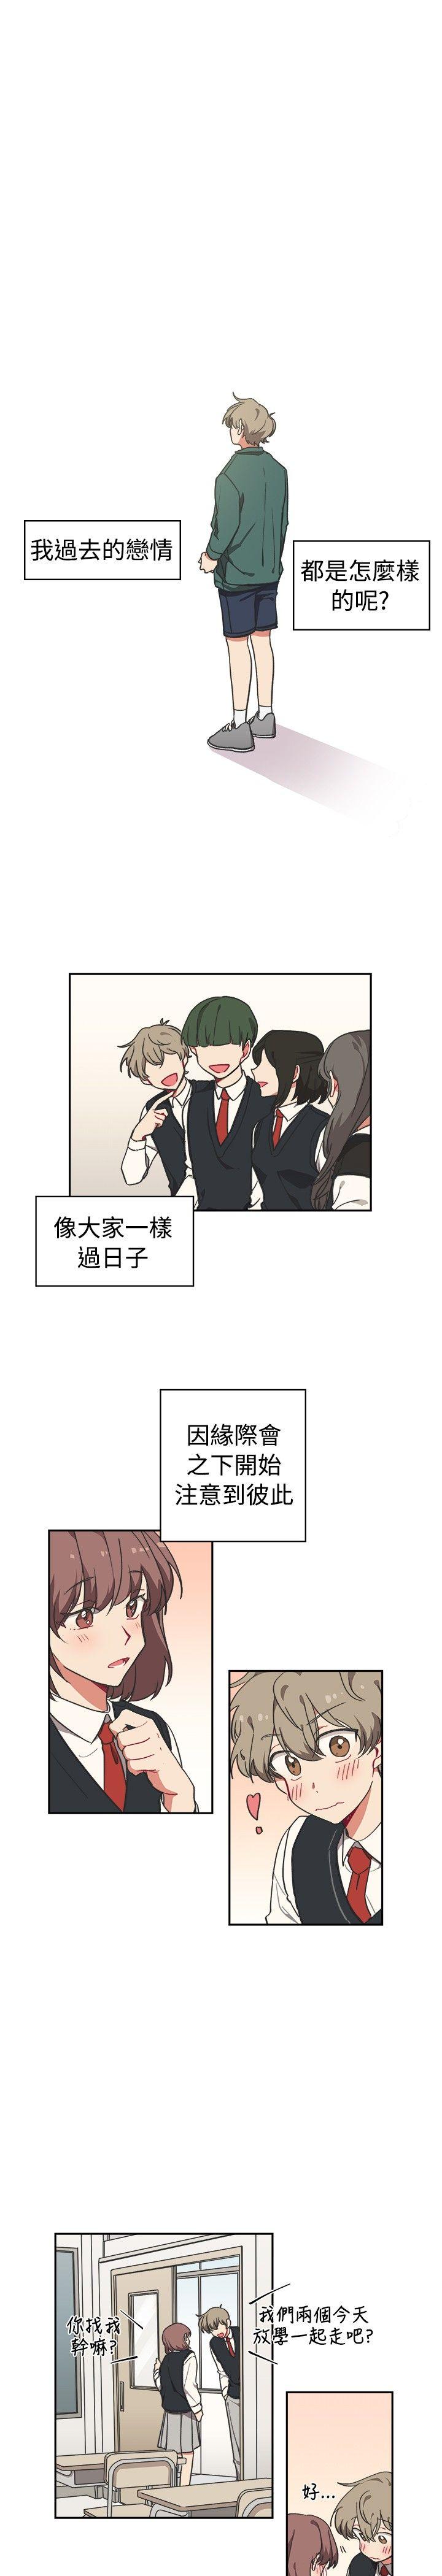 我過去的戀情
都是怎麼樣
的呢?
像大家一樣
過日子
因緣際會
之下開始
注意到彼此
我們兩個今天
放學一起走吧?
你找我
幹嘛?
好...